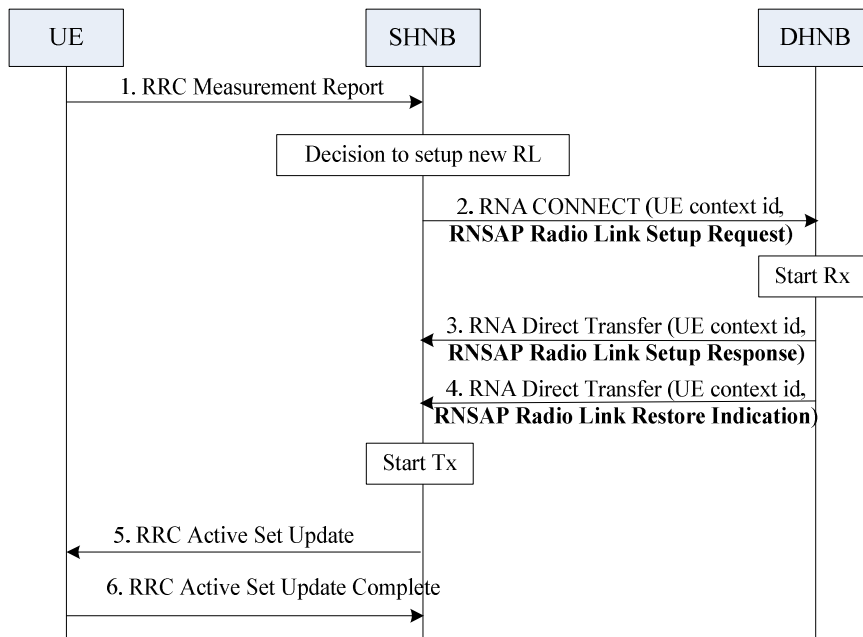 UE
SHNB
DHNB
1. RRC Measurement Report
Decision to setup new RL
2. RNA CONNECT (UE context id,
RNSAP Radio Link Setup Request)
Start Rx
3. RNA Direct Transfer (UE context id,
RNSAP Radio Link Setup Response)
4. RNA Direct Transfer (UE context id,
RNSAP Radio Link Restore Indication)
Start Tx
5. RRC Active Set Update
6. RRC Active Set Update Complete